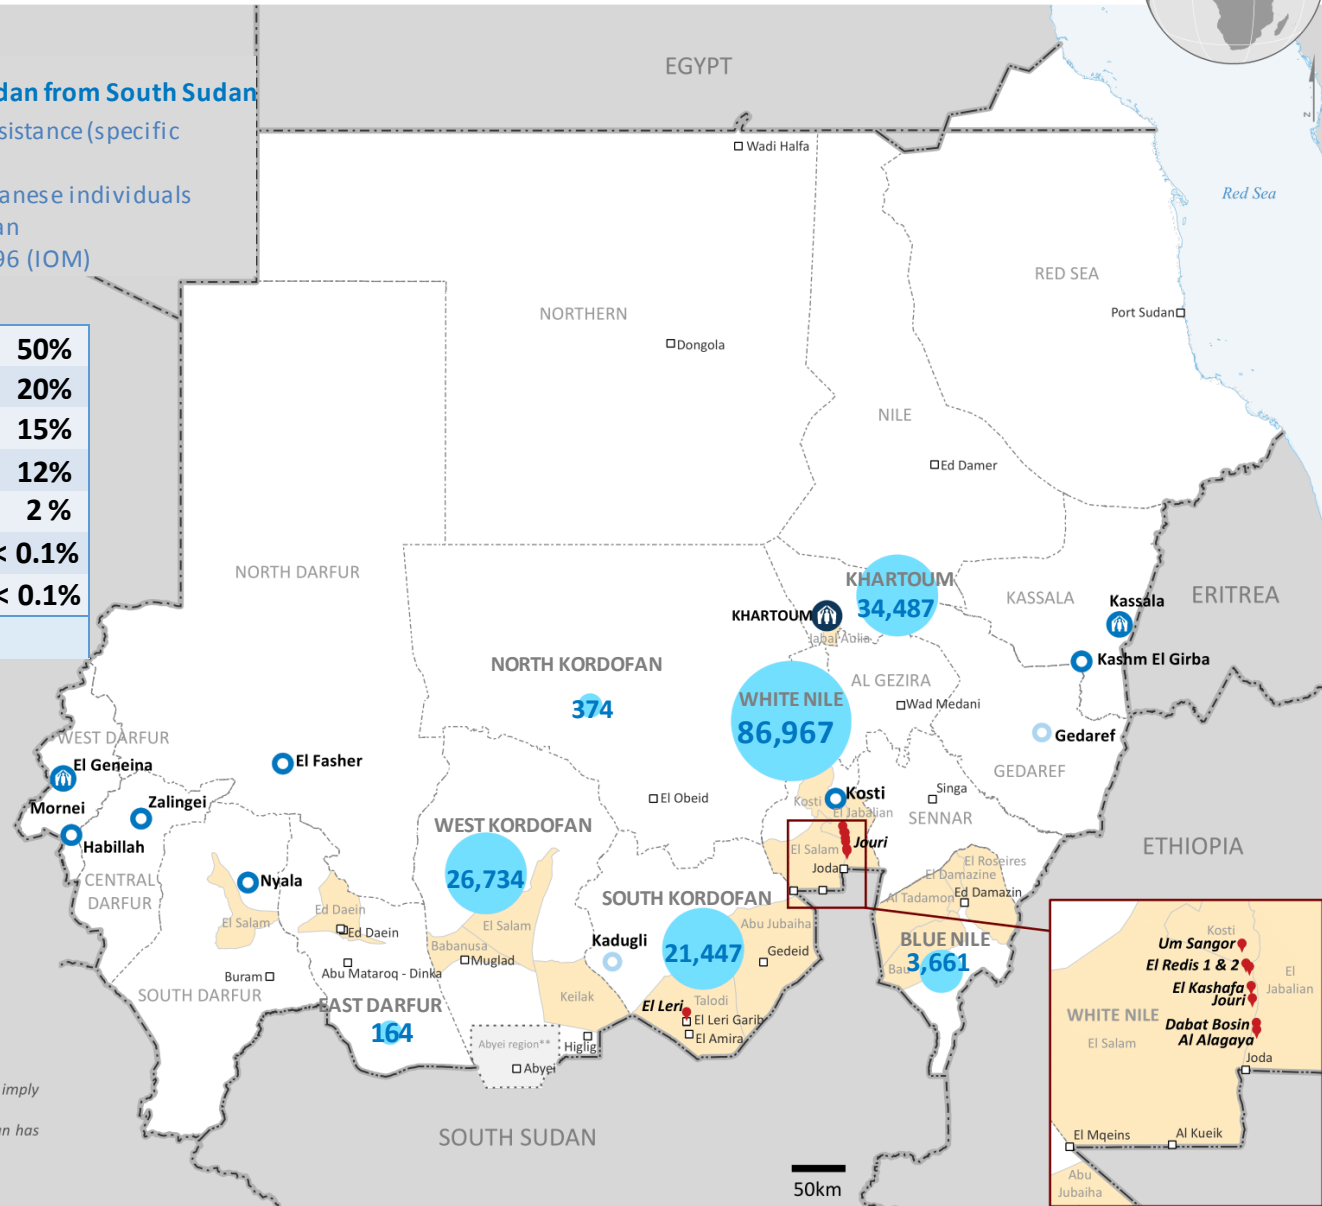 EGYPT
dan from South Sudan
sistance (specific
anese individuals
an
96 (IOM)
50%
20%
15%
12%
2 %
< 0.1%
< 0.1%
imply
an has
Wadi Halfa
Red Sea
RED SEA
Port Sudan
NORTHERN
Dongola
NILE
Ed Damer
NORTH DARFUR
KHARTOUM
34,487
KHARTOUM
Jabal Aulia
KASSALA
Kassala
ERITREA
Kashm El Girba
NORTH KORDOFAN
374
WHITE NILE
86,967
AL GEZIRA
Wad Medani
Gedaref
GEDAREF
WEST DARFUR
El Geneina
El Fasher
Mornei
Zalingei
Habillah
El Obeid
Kosti
Kosti
El Jabalian
Singa
SENNAR
WEST KORDOFAN
26,734
El Salam
Jouri
Joda
ETHIOPIA
El Roseires
El Damazine
Ed Damazin
Al Tadamon
CENTRAL
DARFUR
Nyala
El Salam
Ed Daein
Ed Daein
El Salam
Babanusa
Muglad
SOUTH KORDOFAN
21,447
Abu Jubaiha
Gedeid
Kadugli
BLUE NILE
3,661
Bau
Buram
Abu Mataroq - Dinka
SOUTH DARFUR
EAST DARFUR
164
Keilak
El Leri
Talodi
El Leri Garib
El Amira
Abyei region**
Higlig
Abyei
SOUTH SUDAN
50km
Kosti
Um Sangor
El Redis 1 & 2
El
Jabalian
El Kashafa
Jouri
WHITE NILE
Dabat Bosin
Al Alagaya
El Salam
Joda
El Mqeins
Al Kueik
Abu
Jubaiha
z